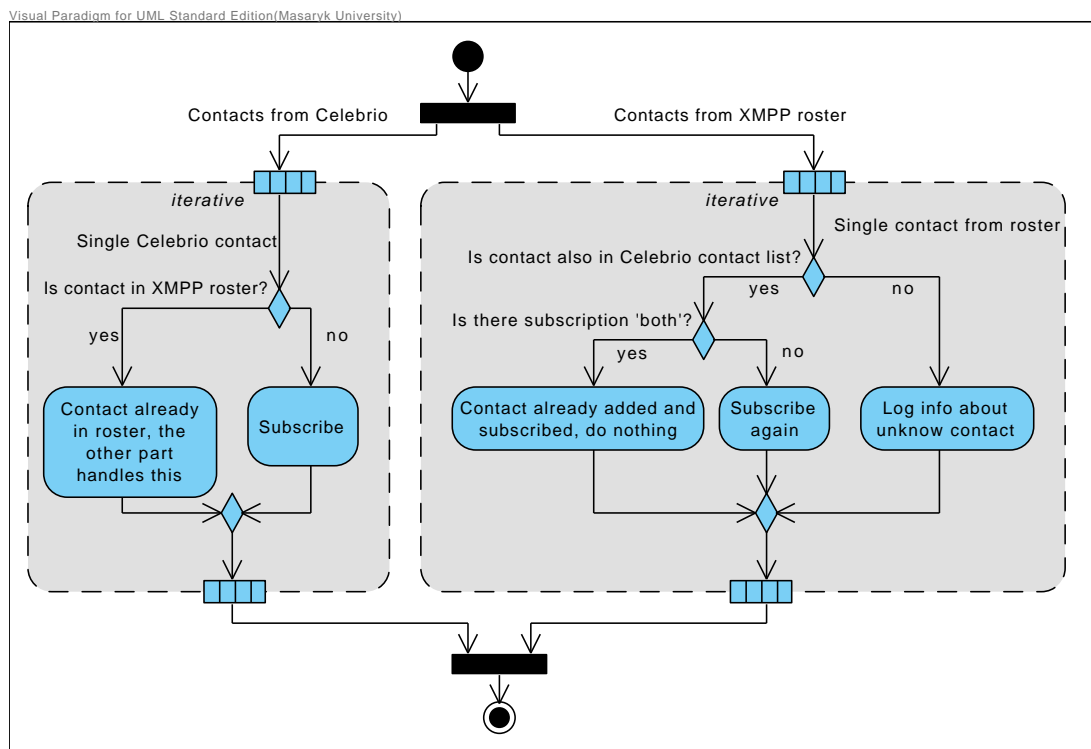 Visual Paradigm for UML Standard Edition(Masaryk University)
Contacts from Celebrio
Contacts from XMPP roster
iterative
Single Celebrio contact
Is contact in XMPP roster?
yes
no
Contact already
in roster, the
other part
handles this
Subscribe
iterative
Single contact from roster
Is contact also in Celebrio contact list?
yes
no
Is there subscription 'both'?
yes
no
Contact already added and
subscribed, do nothing
Subscribe
again
Log info about
unknow contact